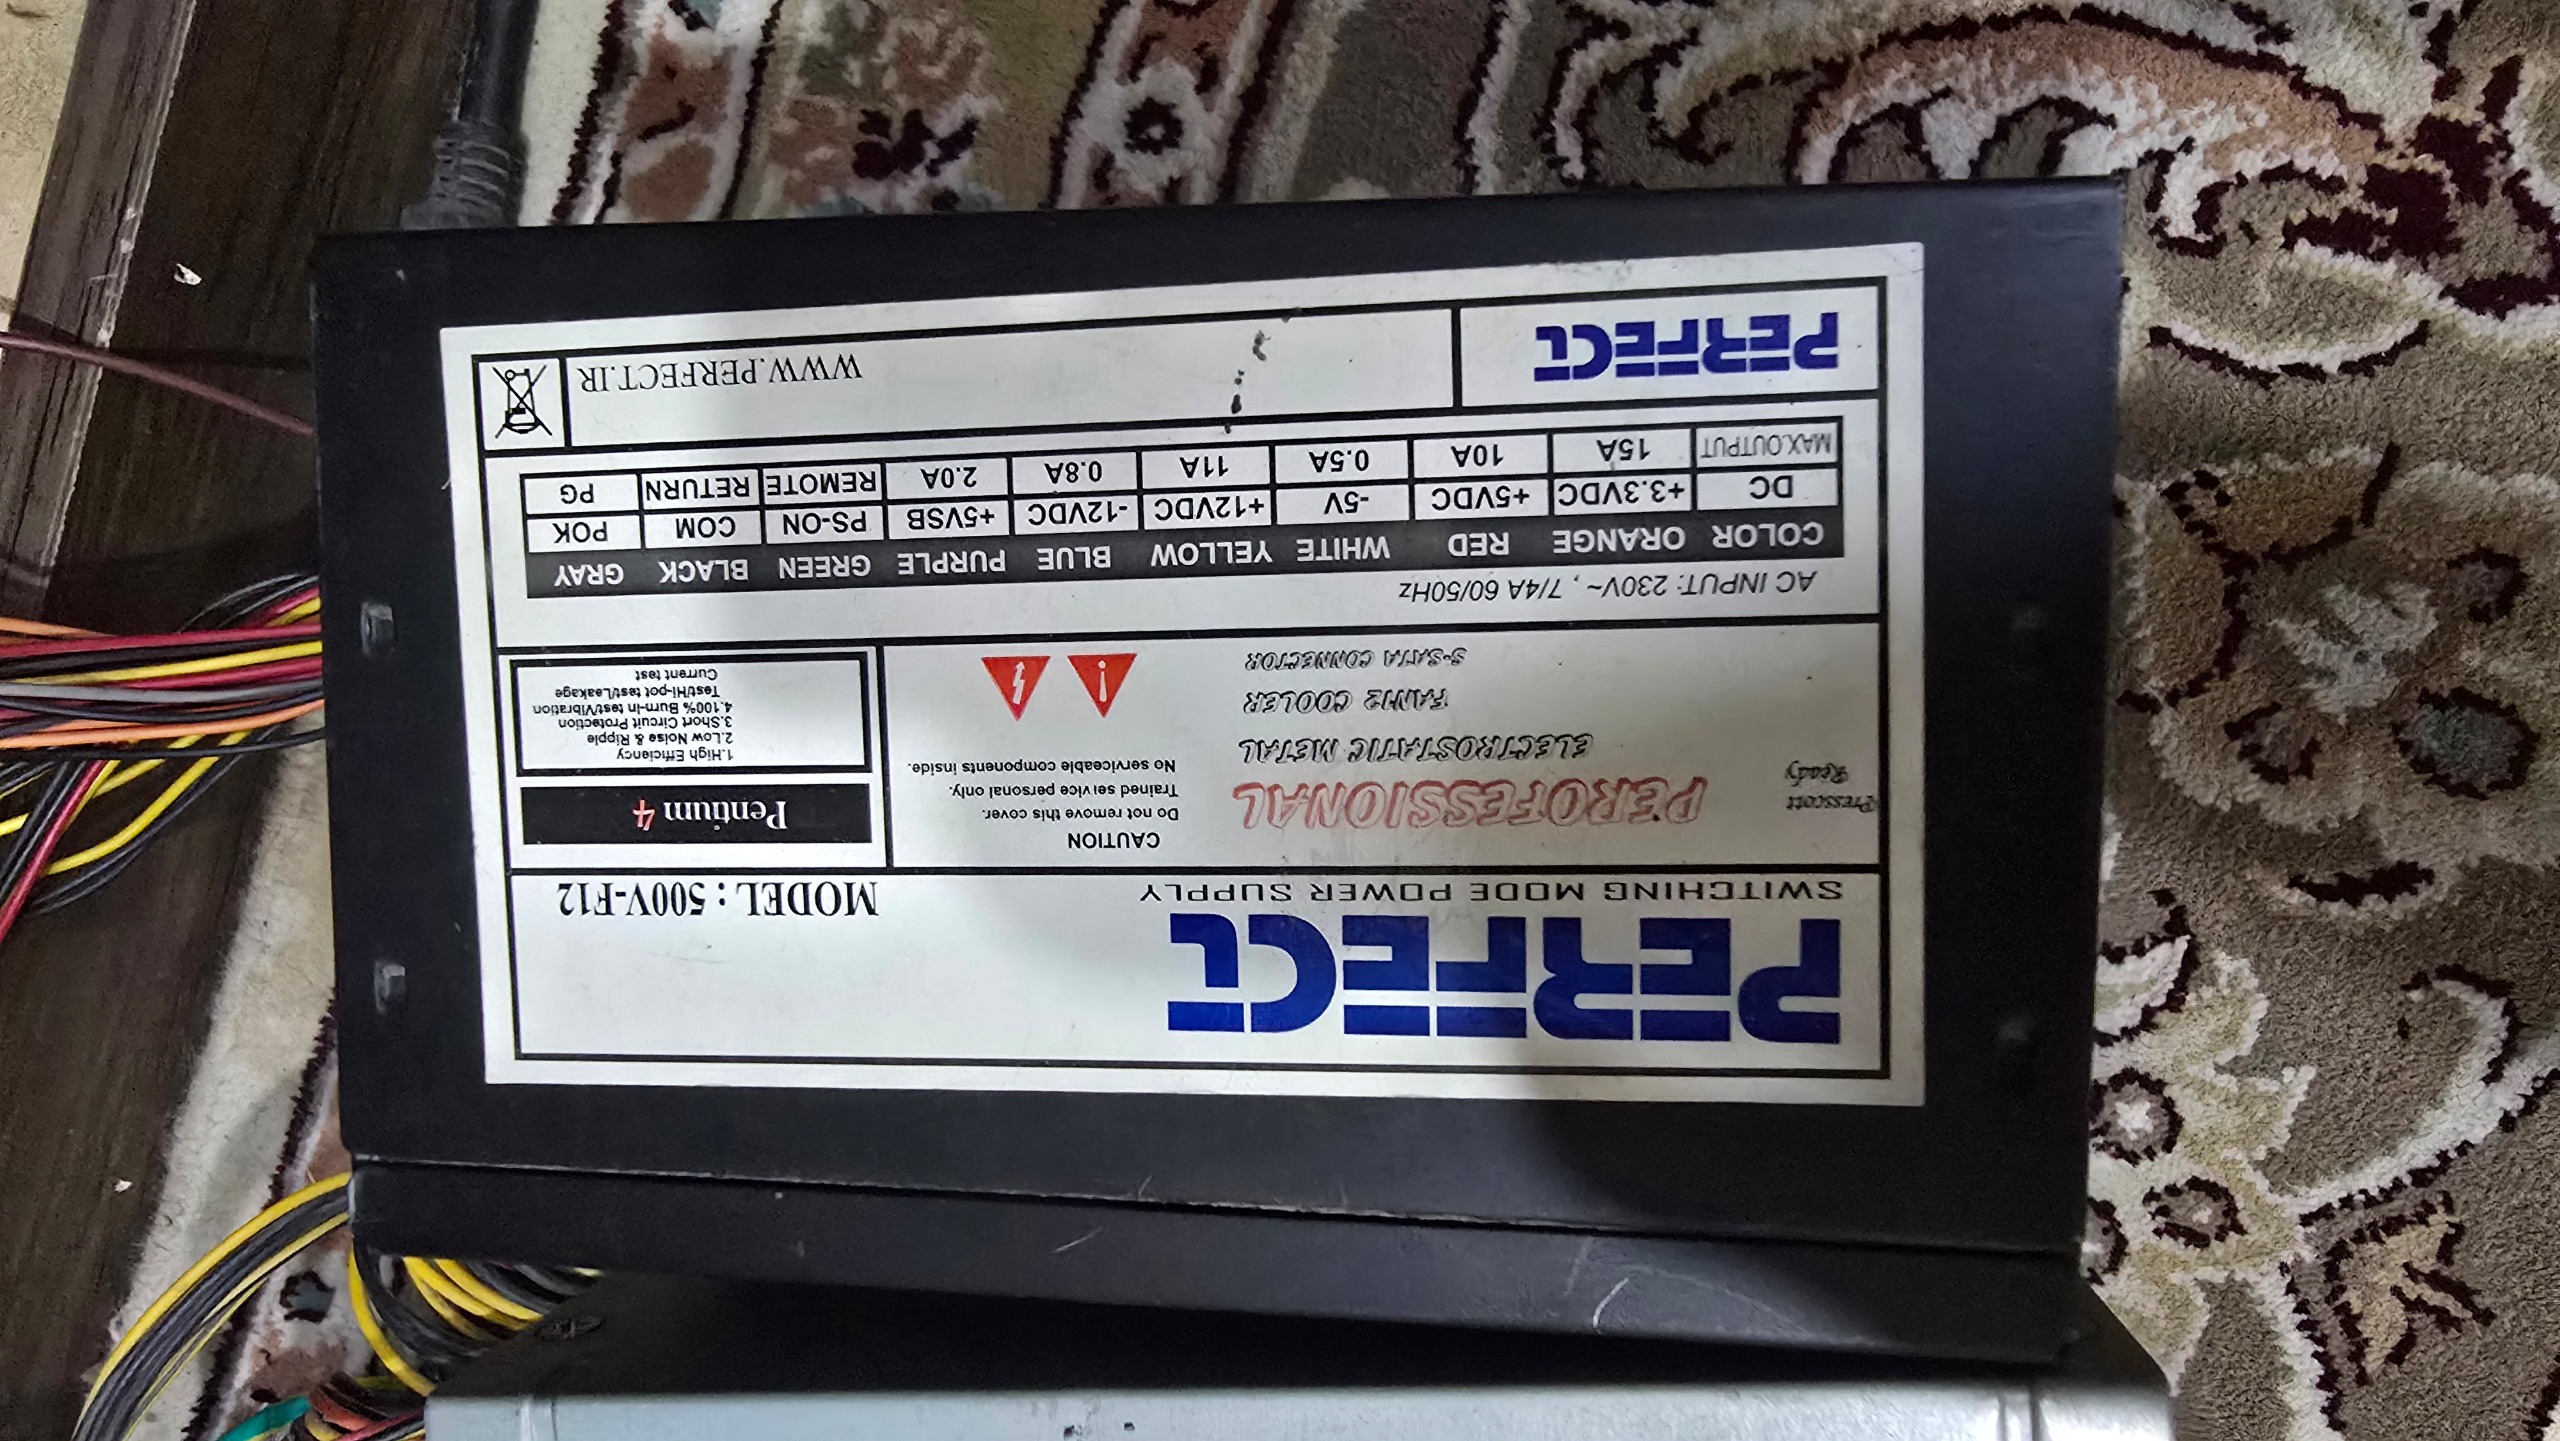 PERFECT
SWITCHING MODE POWER SUPPLY
MODEL : 500V-F12
Prescott
Ready
PEROFESSIONAL
ELECTROSTATIC METAL
FAN12 COOLER
S-SATA CONNECTOR
CAUTION
Do not remove this cover.
Trained service personal only.
No serviceable components inside.
Pentium 4
1.High Efficiency
2.Low Noise & Ripple
3.Short Circuit Protection
4.100% Burn-In test/Vibration
Test/Hi-pot test/Leakage
Current test
AC INPUT: 230V~, 7/4A 60/50Hz
COLOR ORANGE RED WHITE YELLOW BLUE PURPLE GREEN BLACK GRAY
DC +3.3VDC +5VDC -5V +12VDC -12VDC +5VSB PS-ON COM POK
MAX.OUTPUT 15A 10A 0.5A 11A 0.8A 2.0A REMOTE RETURN PG
PERFECT
WWW.PERFECT.IR